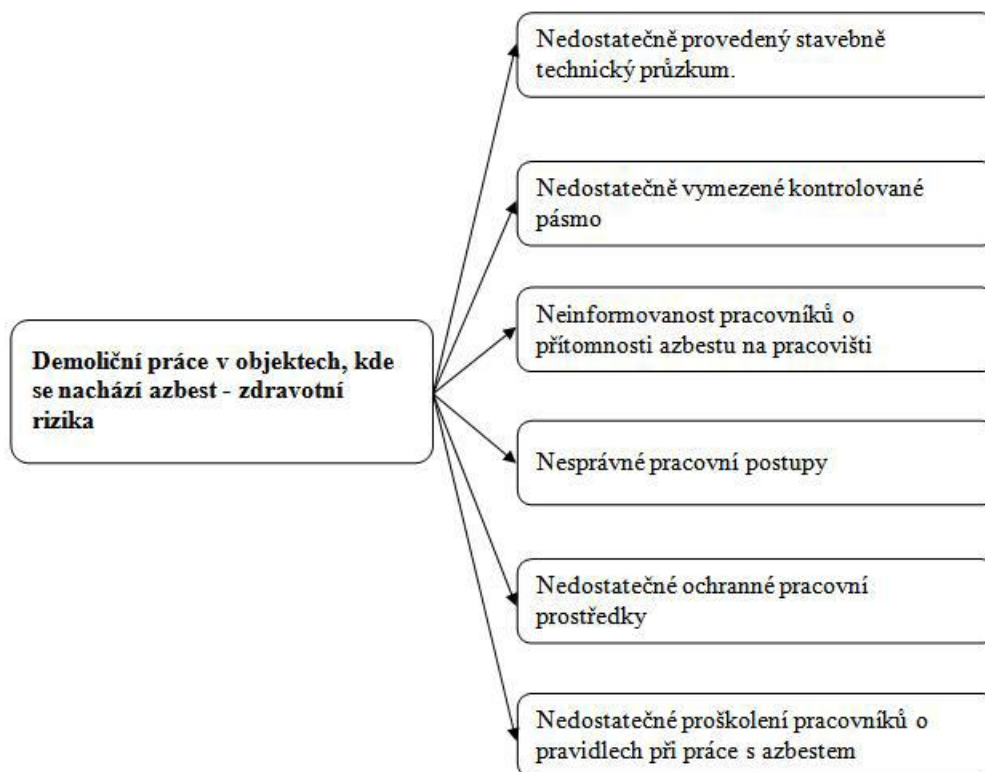 Nedostatečně provedený stavebně
technický průzkum.
Nedostatečně vymezené kontrolované
pásmo
Neinformovanost pracovníků o
přítomnosti azbestu na pracovišti
Demoliční práce v objektech, kde
se nachází azbest - zdravotní
rizika
Nesprávné pracovní postupy
Nedostatečné ochranné pracovní
prostředky
Nedostatečné proškolení pracovníků o
pravidlech při práce s azbestem